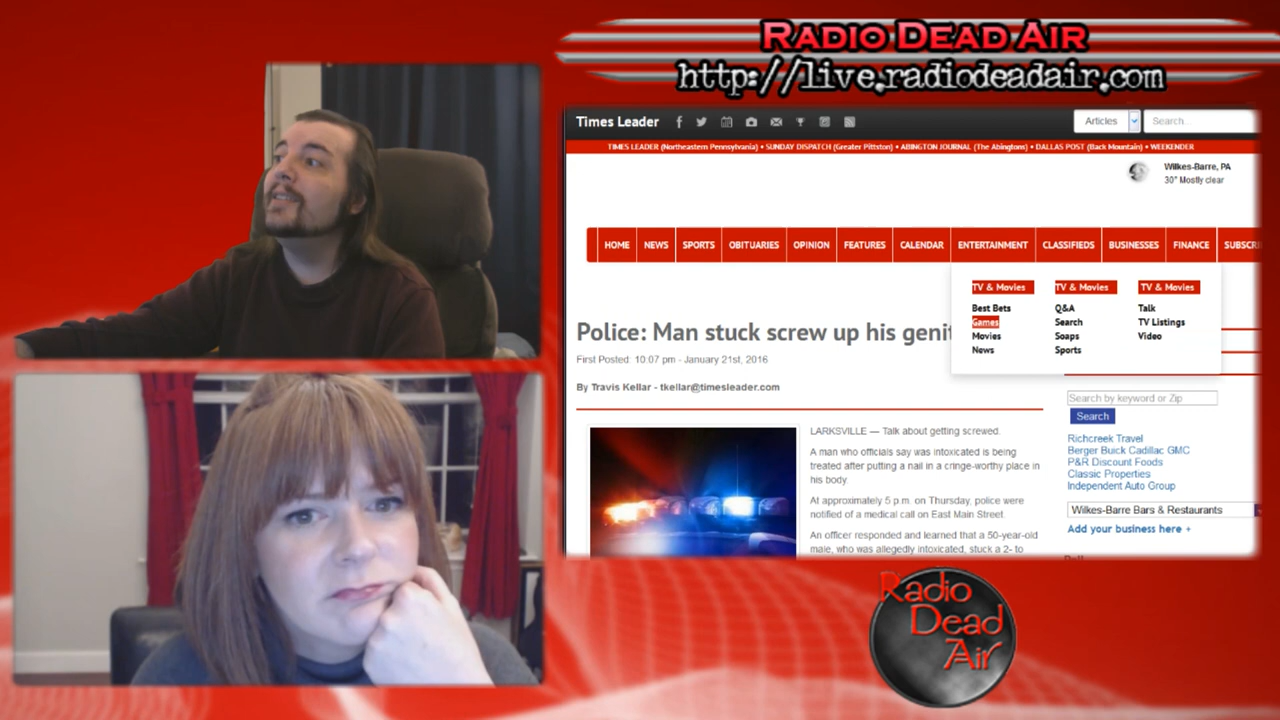 Radio Dead Air
http://live.radiodeadair.com
Times Leader
Articles
Search...
TIMES LEADER (Northeastern Pennsylvania) • SUNDAY DISPATCH (Greater Pittston) • ABINGTON JOURNAL (The Abingtons) • DALLAS POST (Back Mountain) • WEEKENDER
Wilkes-Barre, PA
30° Mostly clear
HOME NEWS SPORTS OBITUARIES OPINION FEATURES CALENDAR ENTERTAINMENT CLASSIFIEDS BUSINESSES FINANCE SUBSCRI
TV & Movies TV & Movies TV & Movies
Best Bets Q&A Talk
Games Search TV Listings
Movies Soaps Video
News Sports
Police: Man stuck screw up his genit
First Posted: 10:07 pm - January 21st, 2016
By Travis Kellar - tkellar@timesleader.com
LARKSVILLE — Talk about getting screwed.
A man who officials say was intoxicated is being
treated after putting a nail in a cringe-worthy place in
his body.
At approximately 5 p.m. on Thursday, police were
notified of a medical call on East Main Street.
An officer responded and learned that a 50-year-old
male, who was allegedly intoxicated, stuck a 2- to
Search by keyword or Zip
Search
Richcreek Travel
Berger Buick Cadillac GMC
P&R Discount Foods
Classic Properties
Independent Auto Group
Wilkes-Barre Bars & Restaurants
Add your business here +
Radio
Dead
Air